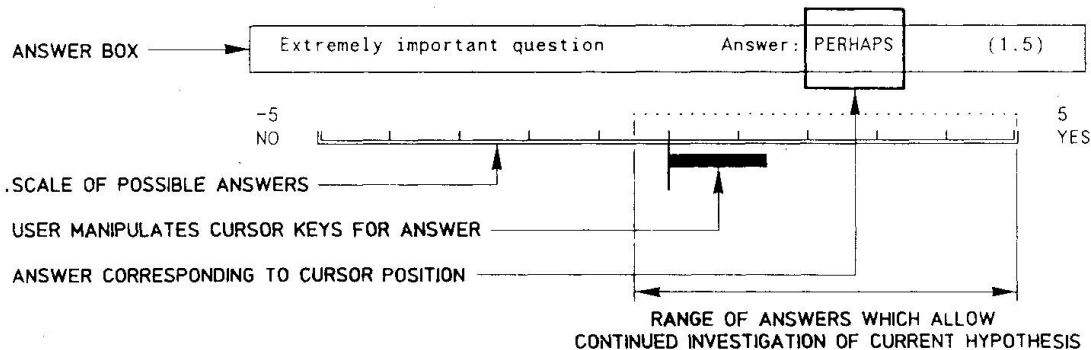 ANSWER BOX
Extremely important question Answer: PERHAPS (1.5)
-5 5
NO YES
.SCALE OF POSSIBLE ANSWERS
USER MANIPULATES CURSOR KEYS FOR ANSWER
ANSWER CORRESPONDING TO CURSOR POSITION
RANGE OF ANSWERS WHICH ALLOW
CONTINUED INVESTIGATION OF CURRENT HYPOTHESIS